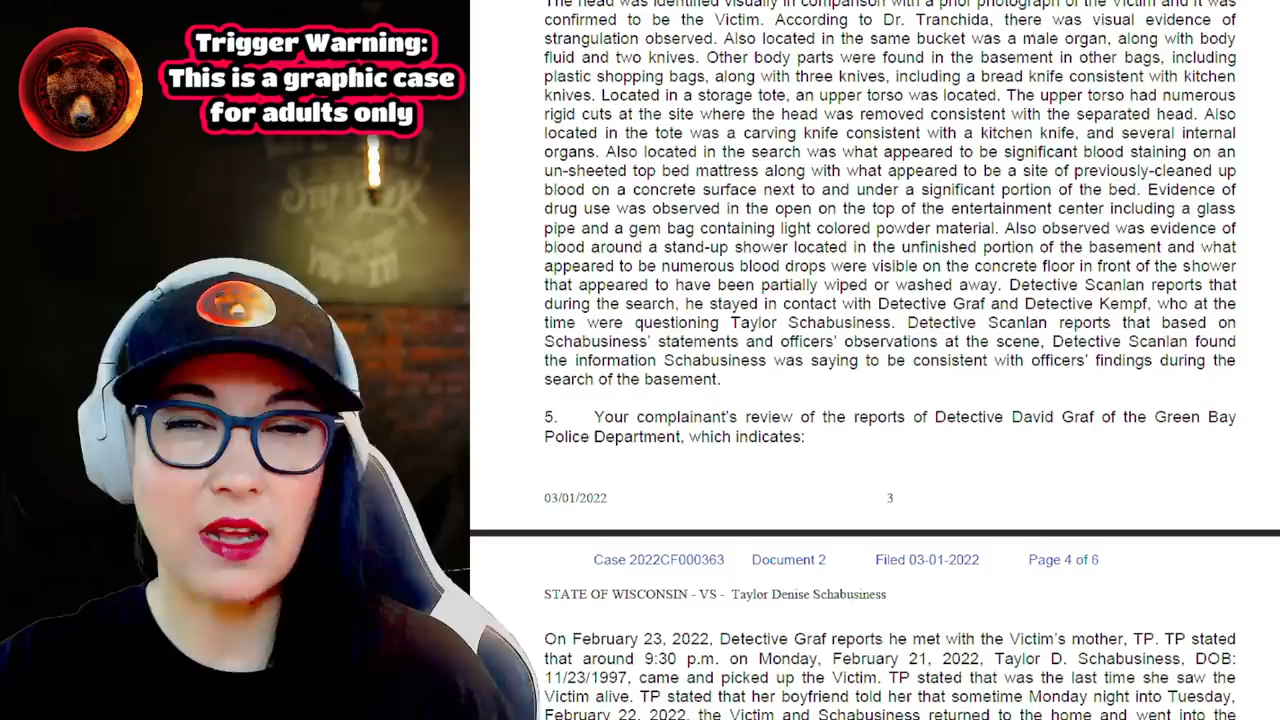 Trigger Warning:
This is a graphic case
for adults only
The head was identified visually in comparison with a prior photograph of the Victim and it was
confirmed to be the Victim. According to Dr. Tranchida, there was visual evidence of
strangulation observed. Also located in the same bucket was a male organ, along with body
fluid and two knives. Other body parts were found in the basement in other bags, including
plastic shopping bags, along with three knives, including a bread knife consistent with kitchen
knives. Located in a storage tote, an upper torso was located. The upper torso had numerous
rigid cuts at the site where the head was removed consistent with the separated head. Also
located in the tote was a carving knife consistent with a kitchen knife, and several internal
organs. Also located in the search was what appeared to be significant blood staining on an
un-sheeted top bed mattress along with what appeared to be a site of previously-cleaned up
blood on a concrete surface next to and under a significant portion of the bed. Evidence of
drug use was observed in the open on the top of the entertainment center including a glass
pipe and a gem bag containing light colored powder material. Also observed was evidence of
blood around a stand-up shower located in the unfinished portion of the basement and what
appeared to be numerous blood drops were visible on the concrete floor in front of the shower
that appeared to have been partially wiped or washed away. Detective Scanlan reports that
during the search, he stayed in contact with Detective Graf and Detective Kempf, who at the
time were questioning Taylor Schabusiness. Detective Scanlan reports that based on
Schabusiness' statements and officers' observations at the scene, Detective Scanlan found
the information Schabusiness was saying to be consistent with officers' findings during the
search of the basement.
5. Your complainant's review of the reports of Detective David Graf of the Green Bay
Police Department, which indicates:
03/01/2022 3
Case 2022CF000363 Document 2 Filed 03-01-2022 Page 4 of 6
STATE OF WISCONSIN - VS - Taylor Denise Schabusiness
On February 23, 2022, Detective Graf reports he met with the Victim's mother, TP. TP stated
that around 9:30 p.m. on Monday, February 21, 2022, Taylor D. Schabusiness, DOB:
11/23/1997, came and picked up the Victim. TP stated that was the last time she saw the
Victim alive. TP stated that her boyfriend told her that sometime Monday night into Tuesday,
February 22, 2022, the Victim and Schabusiness returned to the home and went into the